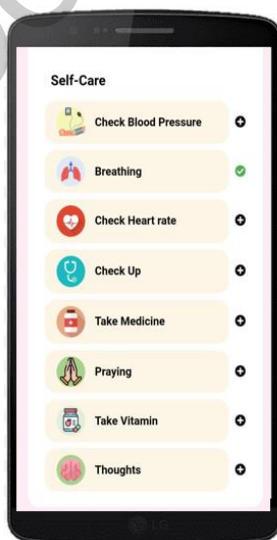 Self-Care
Check Blood Pressure
Breathing
Check Heart rate
Check Up
Take Medicine
Praying
Take Vitamin
Thoughts
LG